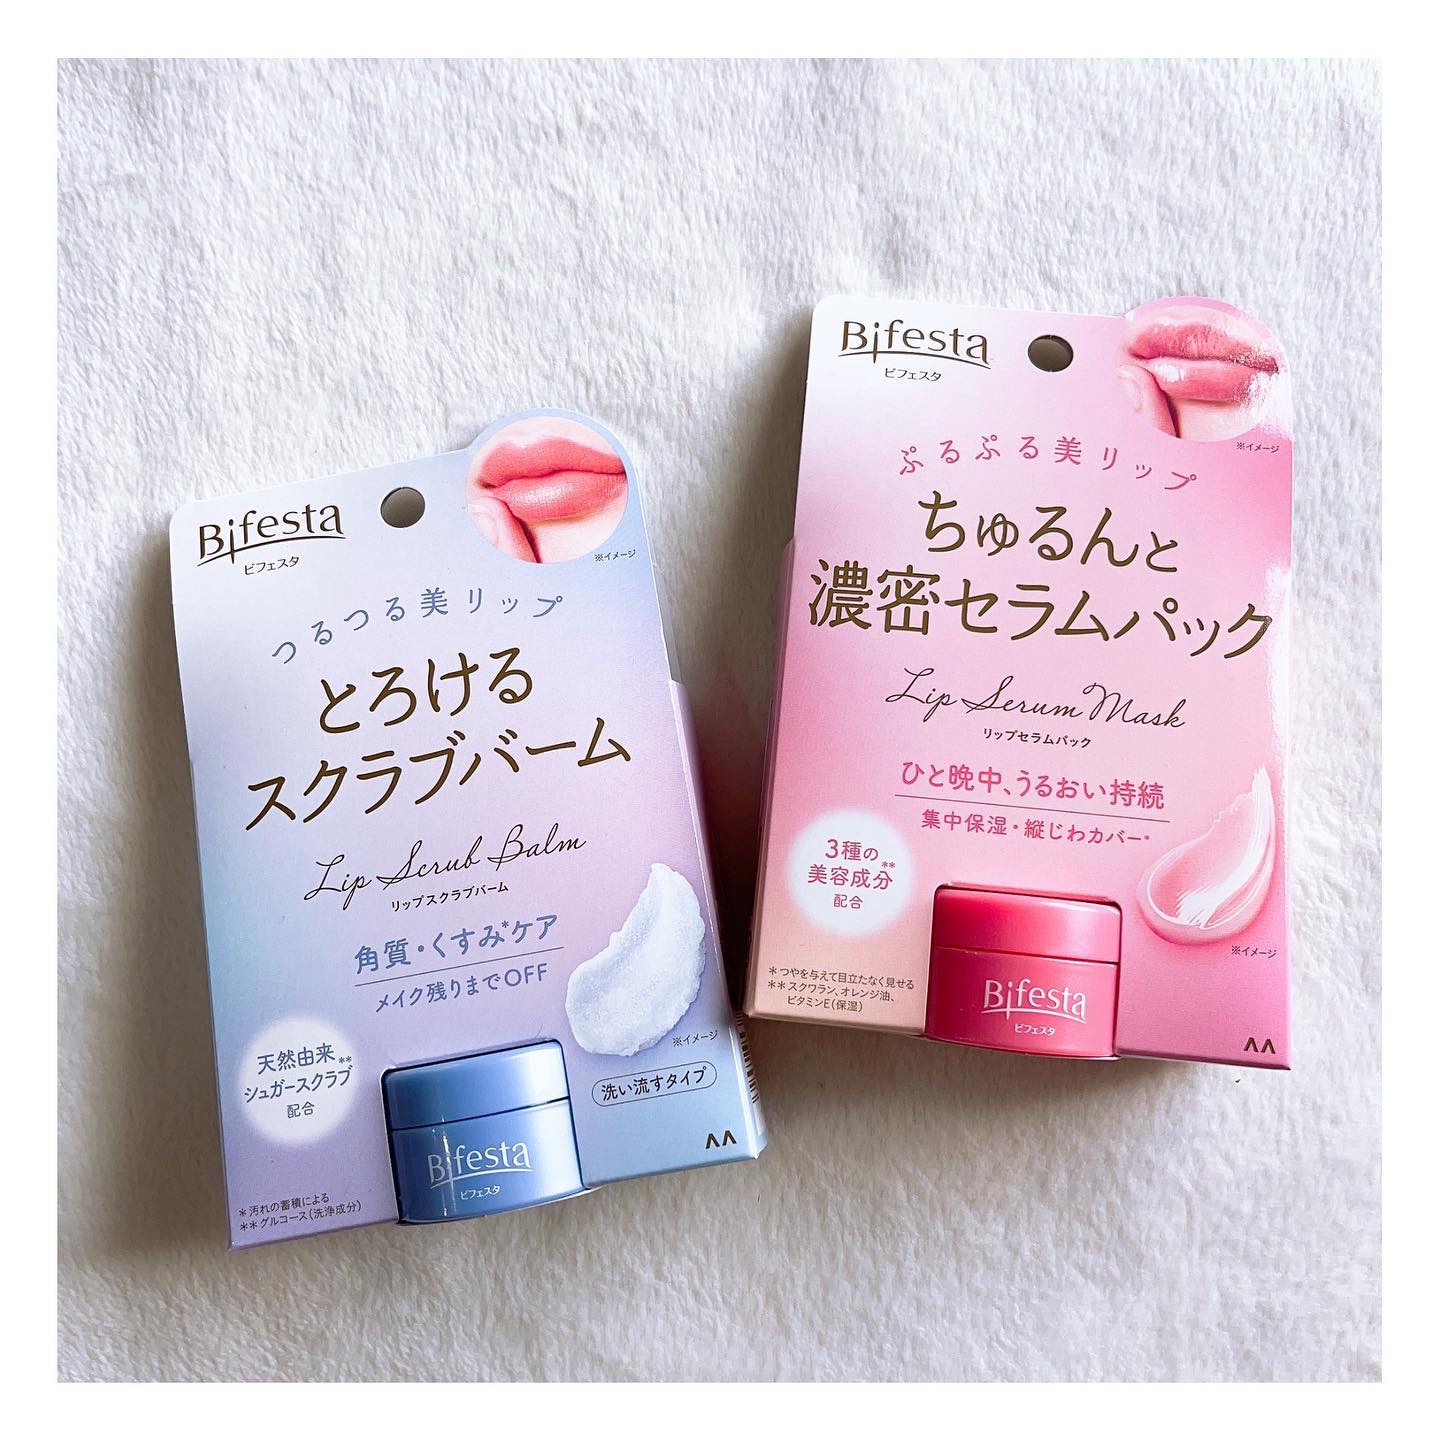 Bifesta
ビフェスタ
※イメージ
つるつる美リップ
とろける
スクラブバーム
Lip Scrub Balm
リップスクラブバーム
角質・くすみ*ケア
メイク残りまでOFF
※イメージ
天然由来
シュガースクラブ**
配合
洗い流すタイプ
Bifesta
ビフェスタ
＊汚れの蓄積による
＊＊グルコース(洗浄成分)
Bifesta
ビフェスタ
※イメージ
ぷるぷる美リップ
ちゅるんと
濃密セラムパック
Lip Serum Mask
リップセラムパック
ひと晩中、うるおい持続
集中保湿・縦じわカバー*
3種の
美容成分**
配合
※イメージ
＊つやを与えて目立たなく見せる
＊＊スクワラン、オレンジ油、
ビタミンE(保湿)
Bifesta
ビフェスタ